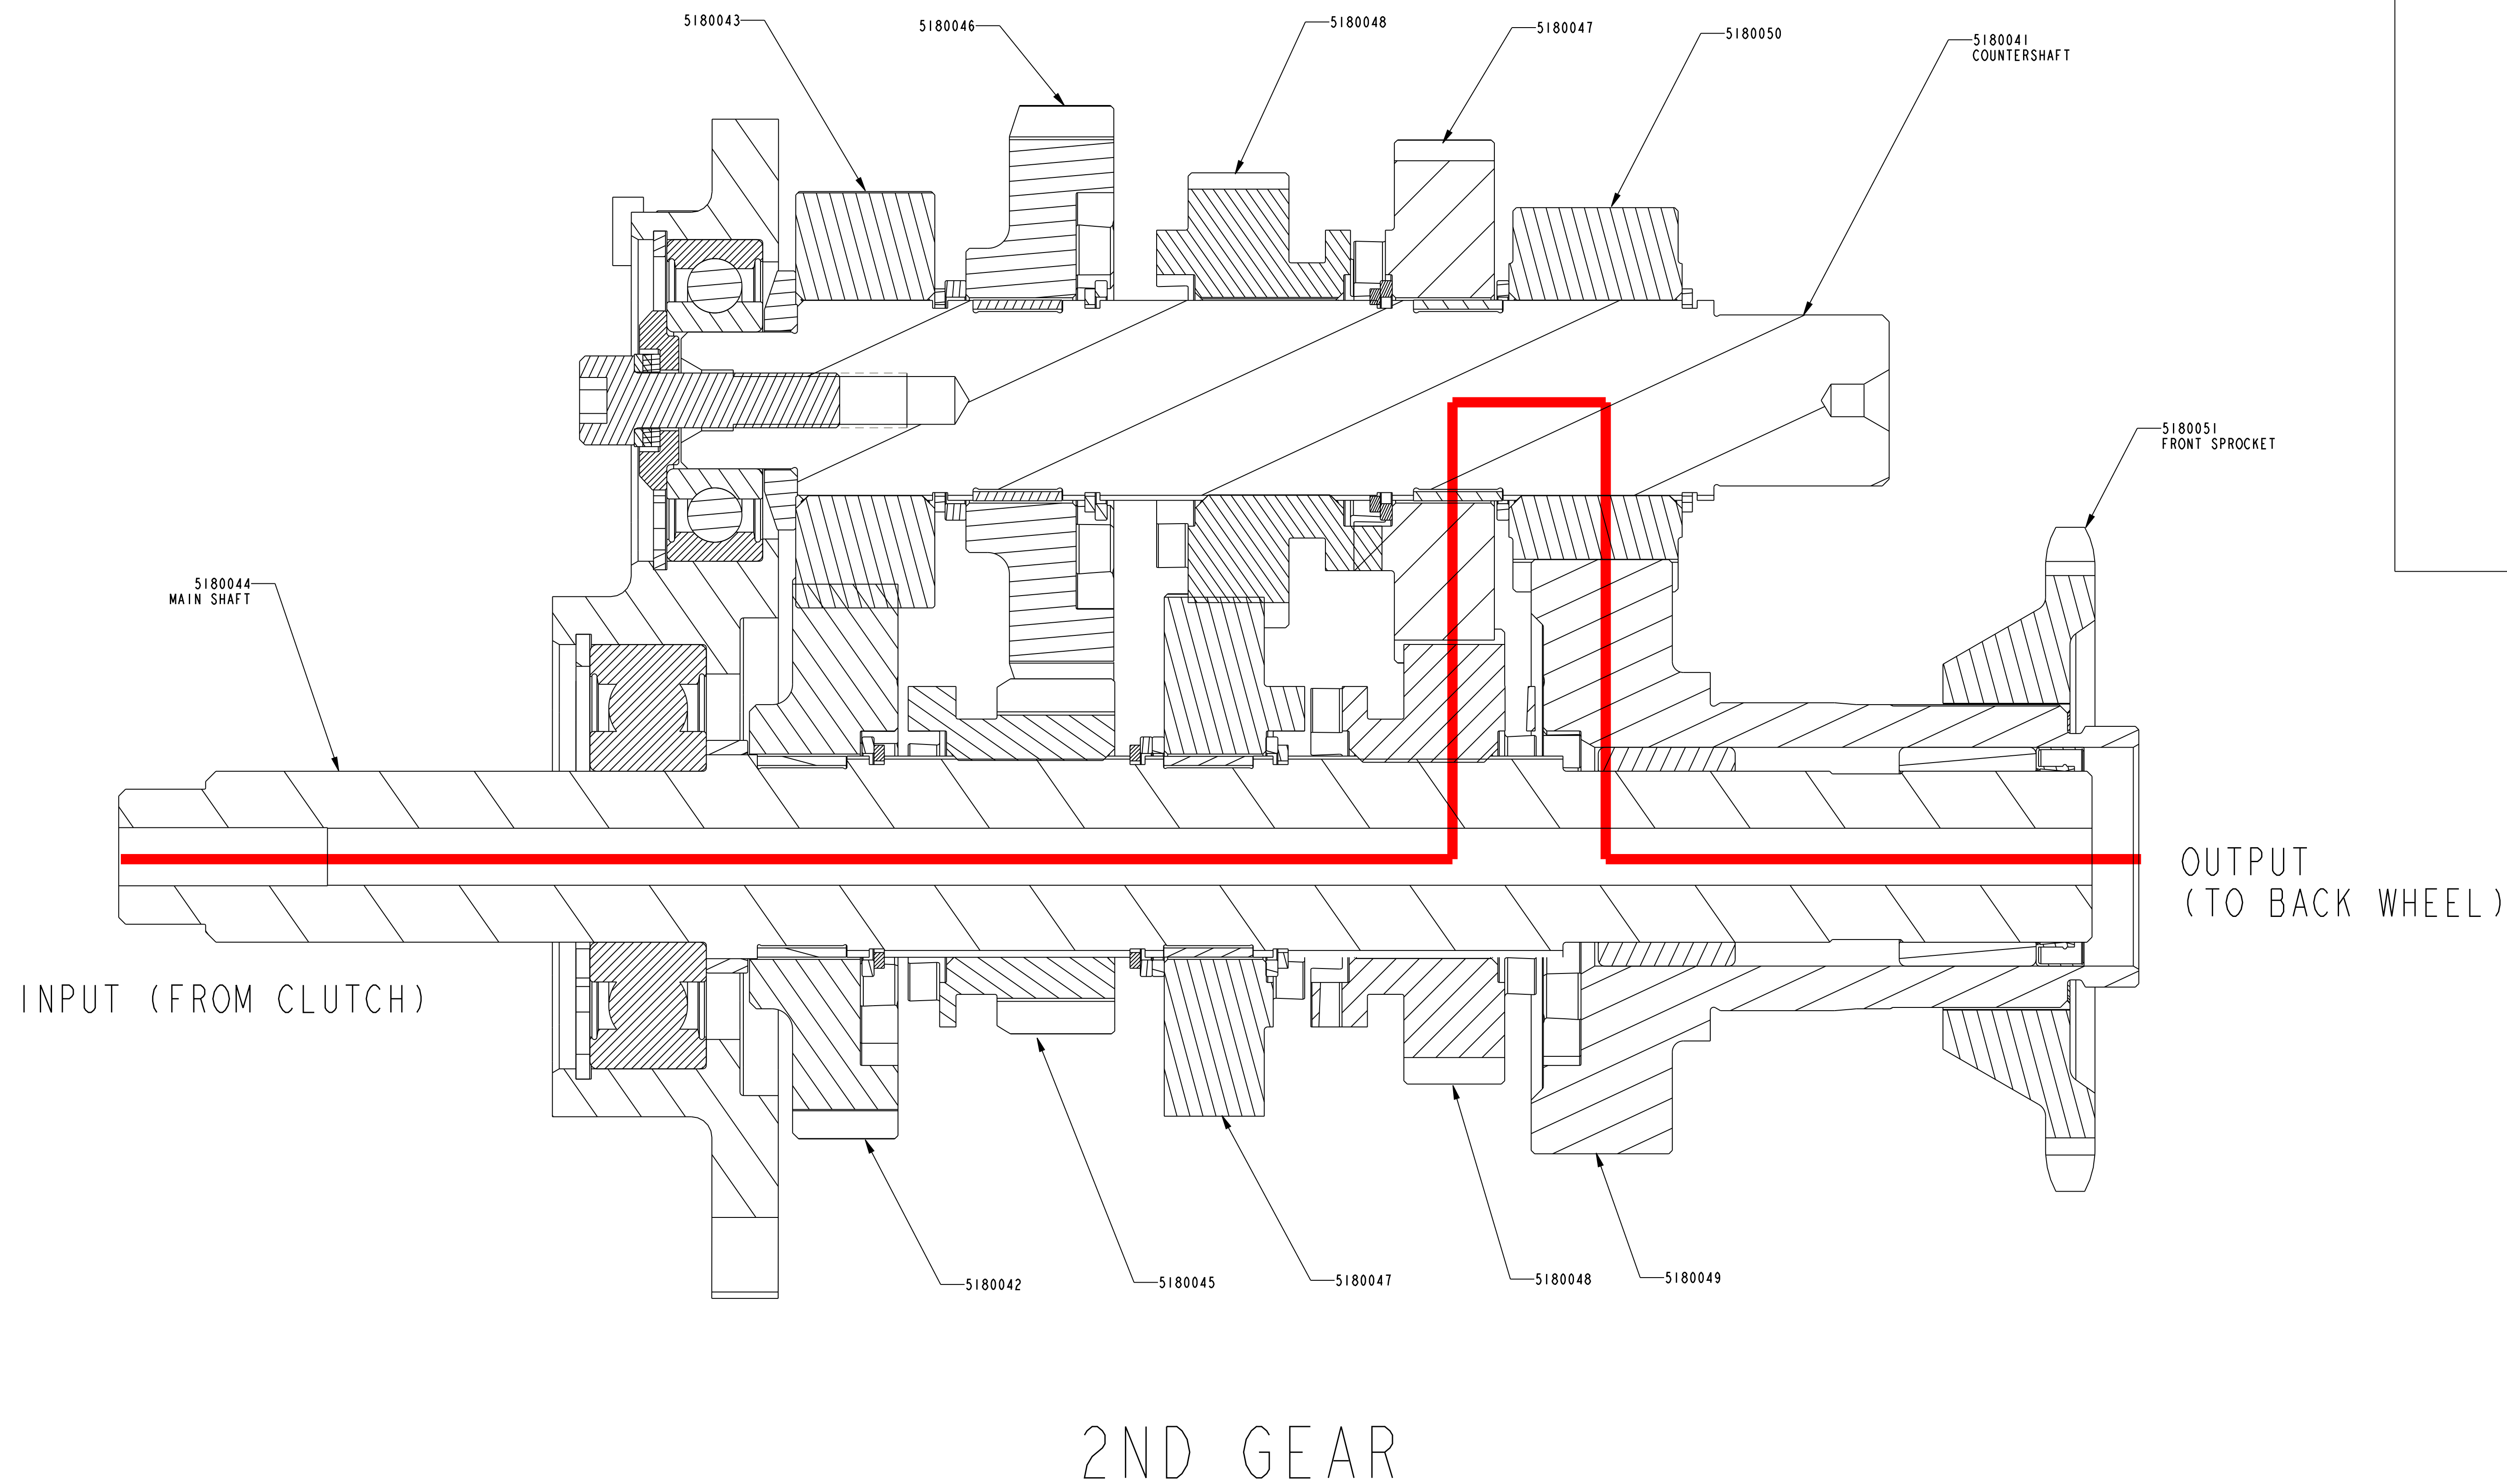 5180043
5180046
5180048
5180047
5180050
5180041
COUNTERSHAFT
5180051
FRONT SPROCKET
5180044
MAIN SHAFT
OUTPUT
(TO BACK WHEEL)
INPUT (FROM CLUTCH)
5180042
5180045
5180047
5180048
5180049
2ND GEAR